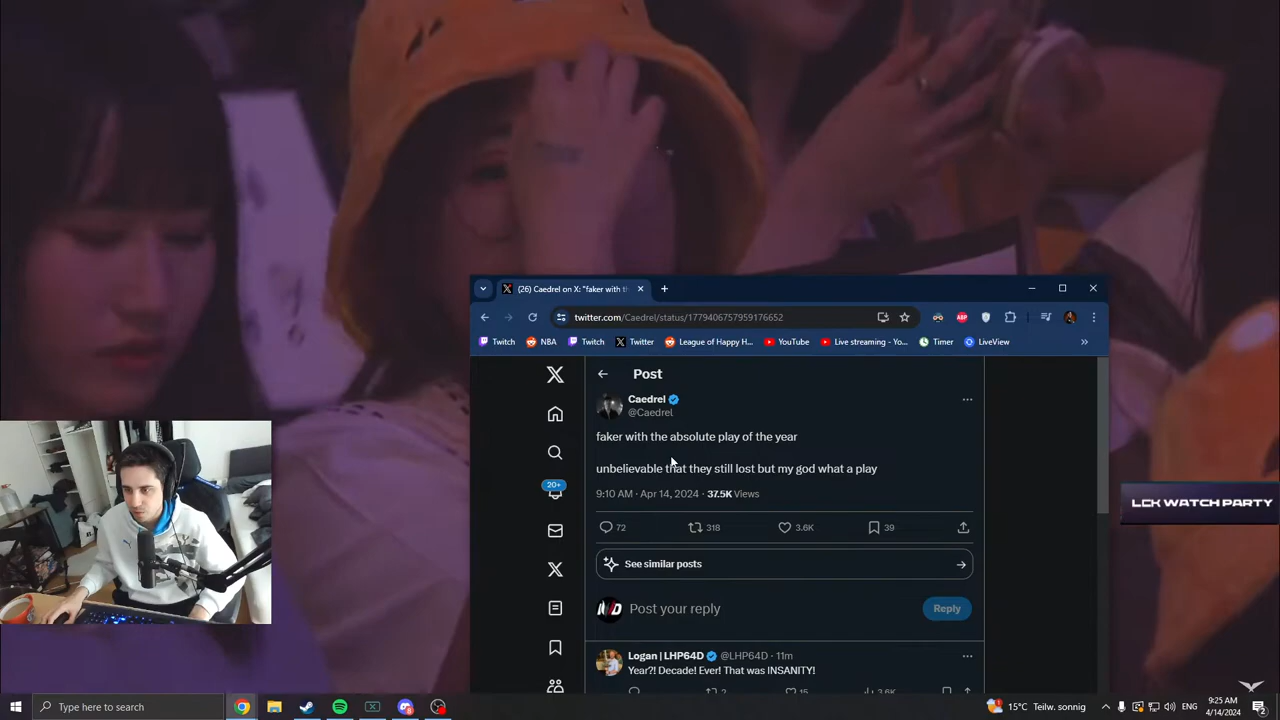 (26) Caedrel on X: "faker with th
twitter.com/Caedrel/status/1779406757959176652
Twitch
NBA
Twitch
Twitter
League of Happy H...
YouTube
Live streaming - Yo...
Timer
LiveView
Post
Caedrel
@Caedrel
faker with the absolute play of the year
unbelievable that they still lost but my god what a play
9:10 AM · Apr 14, 2024 · 37.5K Views
72
318
3.6K
39
See similar posts
Post your reply
Reply
20+
Logan | LHP64D @LHP64D · 11m
Year?! Decade! Ever! That was INSANITY!
2
15
3.6K
LCK WATCH PARTY
Type here to search
15°C Teilw. sonnig
ENG
9:25 AM
4/14/2024